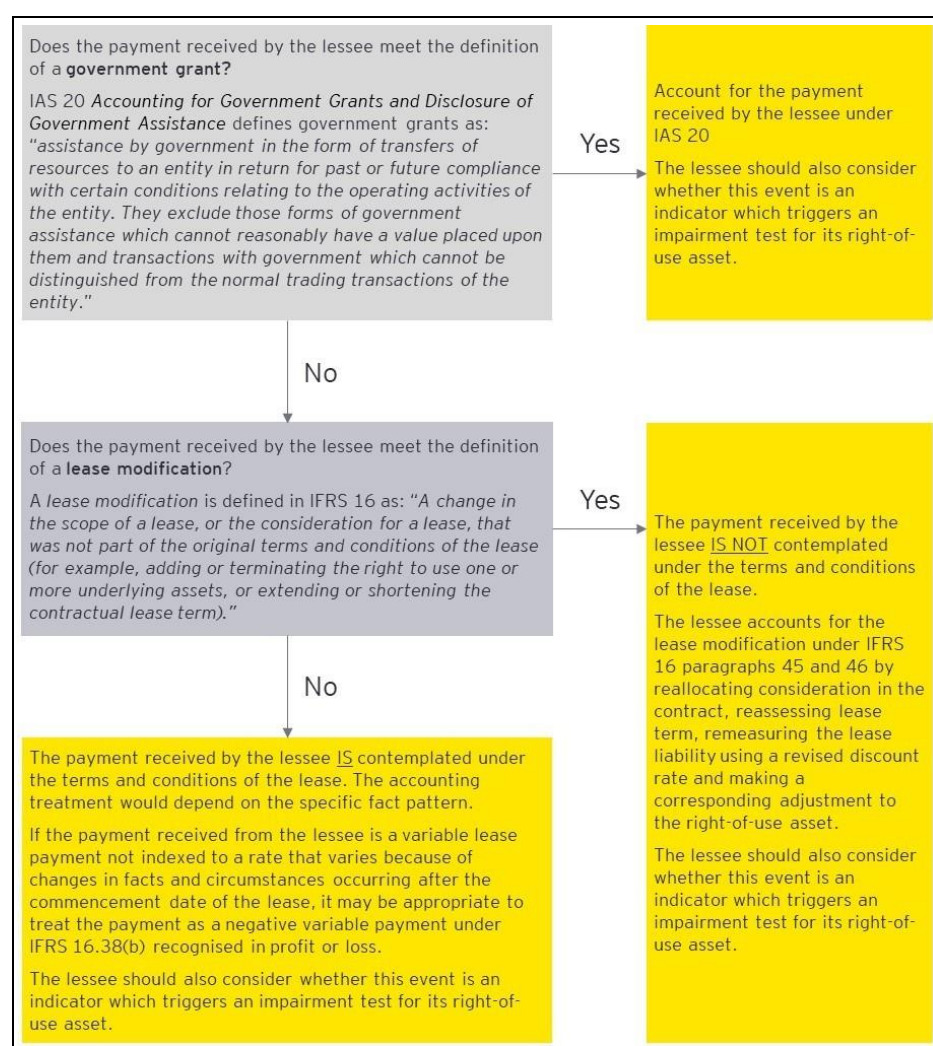 Does the payment received by the lessee meet the definition
of a government grant?
IAS 20 Accounting for Government Grants and Disclosure of
Government Assistance defines government grants as:
“assistance by government in the form of transfers of
resources to an entity in return for past or future compliance
with certain conditions relating to the operating activities of
the entity. They exclude those forms of government
assistance which cannot reasonably have a value placed upon
them and transactions with government which cannot be
distinguished from the normal trading transactions of the
entity.”
Yes
Account for the payment
received by the lessee under
IAS 20
The lessee should also consider
whether this event is an
indicator which triggers an
impairment test for its right-of-
use asset.
No
Does the payment received by the lessee meet the definition
of a lease modification?
A lease modification is defined in IFRS 16 as: “A change in
the scope of a lease, or the consideration for a lease, that
was not part of the original terms and conditions of the lease
(for example, adding or terminating the right to use one or
more underlying assets, or extending or shortening the
contractual lease term).”
Yes
The payment received by the
lessee IS NOT contemplated
under the terms and conditions
of the lease.
The lessee accounts for the
lease modification under IFRS
16 paragraphs 45 and 46 by
reallocating consideration in the
contract, reassessing lease
term, remeasuring the lease
liability using a revised discount
rate and making a
corresponding adjustment to
the right-of-use asset.
The lessee should also consider
whether this event is an
indicator which triggers an
impairment test for its right-of-
use asset.
No
The payment received by the lessee IS contemplated under
the terms and conditions of the lease. The accounting
treatment would depend on the specific fact pattern.
If the payment received from the lessee is a variable lease
payment not indexed to a rate that varies because of
changes in facts and circumstances occurring after the
commencement date of the lease, it may be appropriate to
treat the payment as a negative variable payment under
IFRS 16.38(b) recognised in profit or loss.
The lessee should also consider whether this event is an
indicator which triggers an impairment test for its right-of-
use asset.